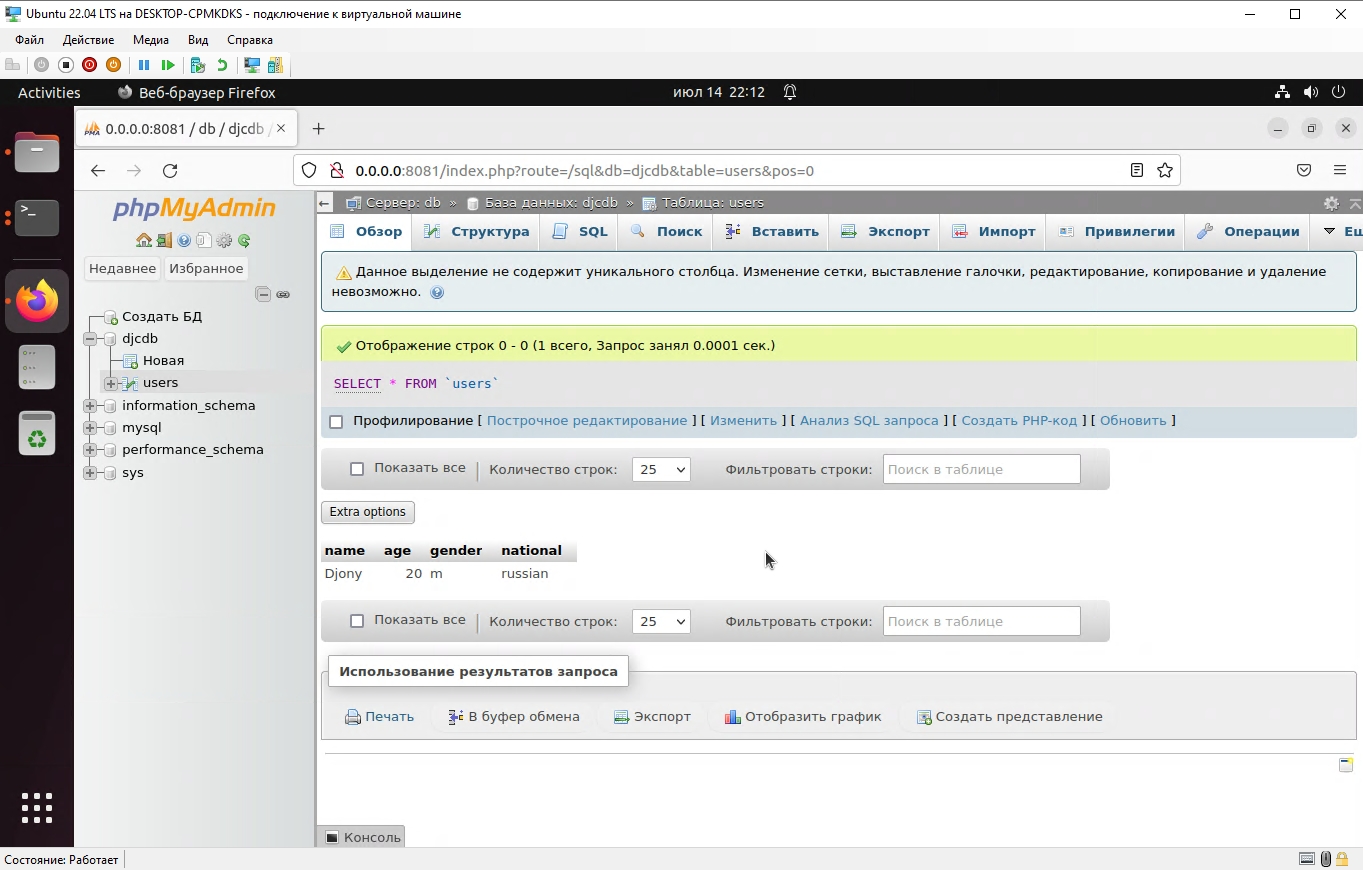 Ubuntu 22.04 LTS на DESKTOP-CPMKDKS - подключение к виртуальной машине
Файл Действие Медиа Вид Справка
Activities Веб-браузер Firefox июл 14 22:12
PMA 0.0.0.0:8081 / db / djcdb /
0.0.0.0:8081/index.php?route=/sql&db=djcdb&table=users&pos=0
phpMyAdmin
Недавнее Избранное
Создать БД
djcdb
Новая
users
information_schema
mysql
performance_schema
sys
Сервер: db » База данных: djcdb » Таблица: users
Обзор Структура SQL Поиск Вставить Экспорт Импорт Привилегии Операции Ещ
Данное выделение не содержит уникального столбца. Изменение сетки, выставление галочки, редактирование, копирование и удаление
невозможно.
Отображение строк 0 - 0 (1 всего, Запрос занял 0.0001 сек.)
SELECT * FROM `users`
Профилирование [ Построчное редактирование ] [ Изменить ] [ Анализ SQL запроса ] [ Создать PHP-код ] [ Обновить ]
Показать все | Количество строк: 25 Фильтровать строки: Поиск в таблице
Extra options
name age gender national
Djony 20 m russian
Показать все | Количество строк: 25 Фильтровать строки: Поиск в таблице
Использование результатов запроса
Печать В буфер обмена Экспорт Отобразить график Создать представление
Консоль
Состояние: Работает